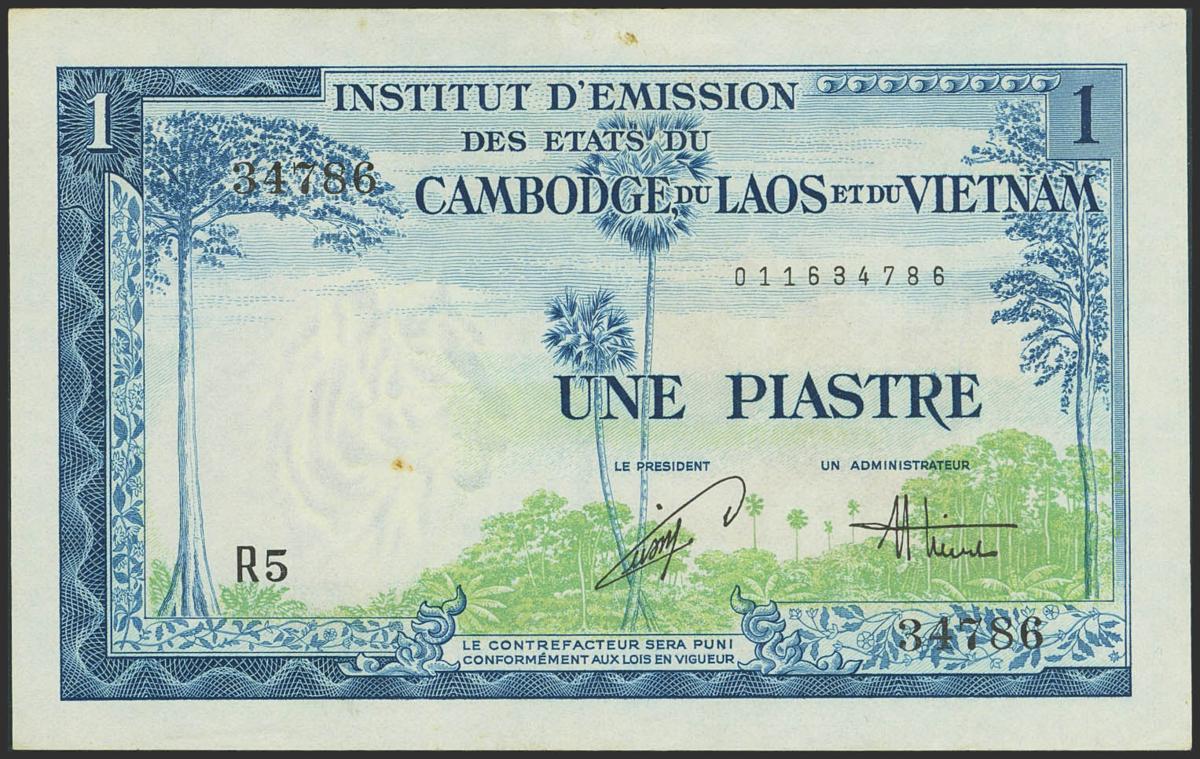 1
1
INSTITUT D'EMISSION
DES ETATS DU
34786
CAMBODGE, DU LAOS ET DU VIETNAM
011634786
UNE PIASTRE
LE PRESIDENT
UN ADMINISTRATEUR
R5
34786
LE CONTREFACTEUR SERA PUNI
CONFORMÉMENT AUX LOIS EN VIGUEUR